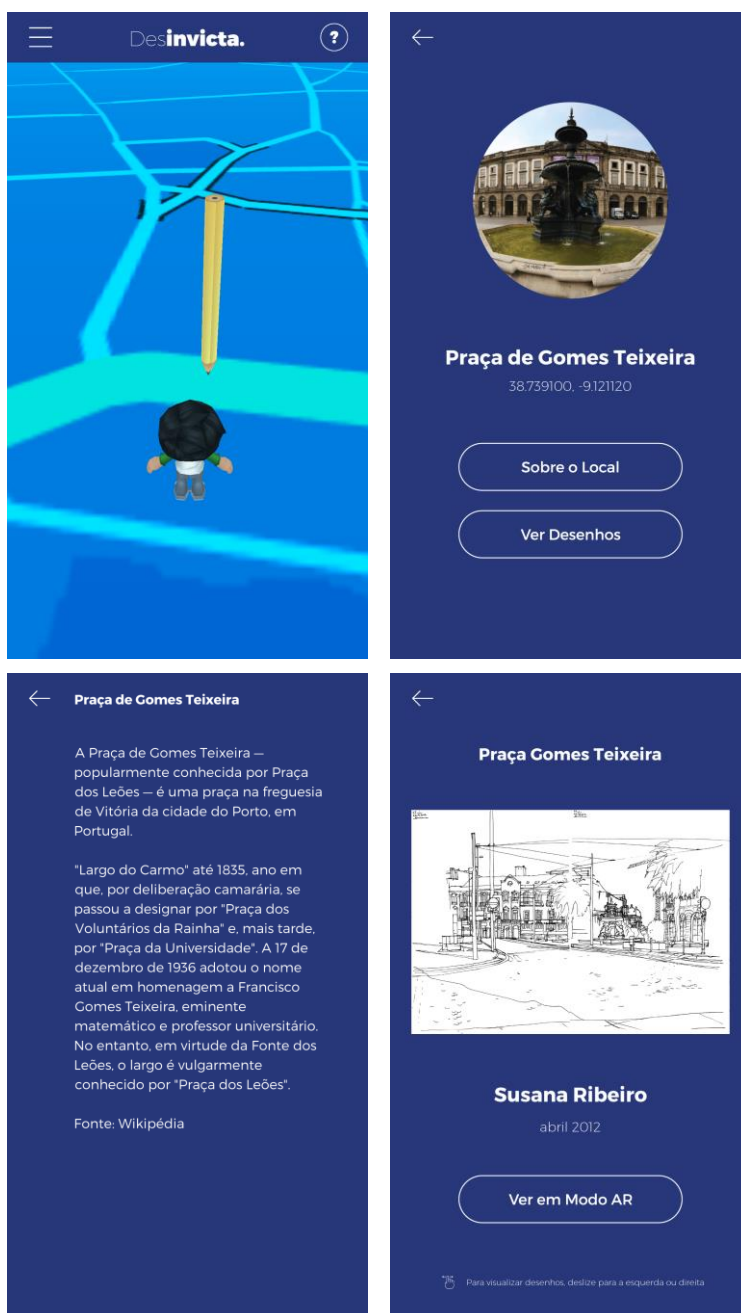 Desinvicta.
?
Praça de Gomes Teixeira
38.739100, -9.121120
Sobre o Local
Ver Desenhos
Praça de Gomes Teixeira
A Praça de Gomes Teixeira —
popularmente conhecida por Praça
dos Leões — é uma praça na freguesia
de Vitória da cidade do Porto, em
Portugal.
"Largo do Carmo" até 1835, ano em
que, por deliberação camarária, se
passou a designar por "Praça dos
Voluntários da Rainha" e, mais tarde,
por "Praça da Universidade". A 17 de
dezembro de 1936 adotou o nome
atual em homenagem a Francisco
Gomes Teixeira, eminente
matemático e professor universitário.
No entanto, em virtude da Fonte dos
Leões, o largo é vulgarmente
conhecido por "Praça dos Leões".
Fonte: Wikipédia
Praça Gomes Teixeira
Susana Ribeiro
abril 2012
Ver em Modo AR
Para visualizar desenhos, deslize para a esquerda ou direita